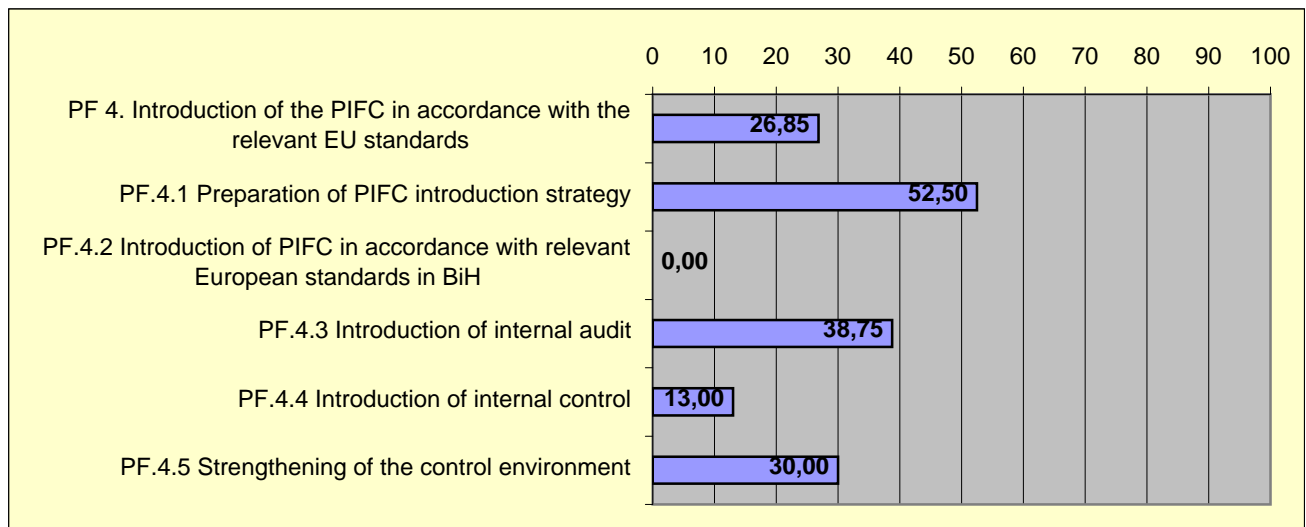 0 10 20 30 40 50 60 70 80 90 100
PF 4. Introduction of the PIFC in accordance with the
relevant EU standards
26,85
PF.4.1 Preparation of PIFC introduction strategy
52,50
PF.4.2 Introduction of PIFC in accordance with relevant
European standards in BiH
0,00
PF.4.3 Introduction of internal audit
38,75
PF.4.4 Introduction of internal control
13,00
PF.4.5 Strengthening of the control environment
30,00